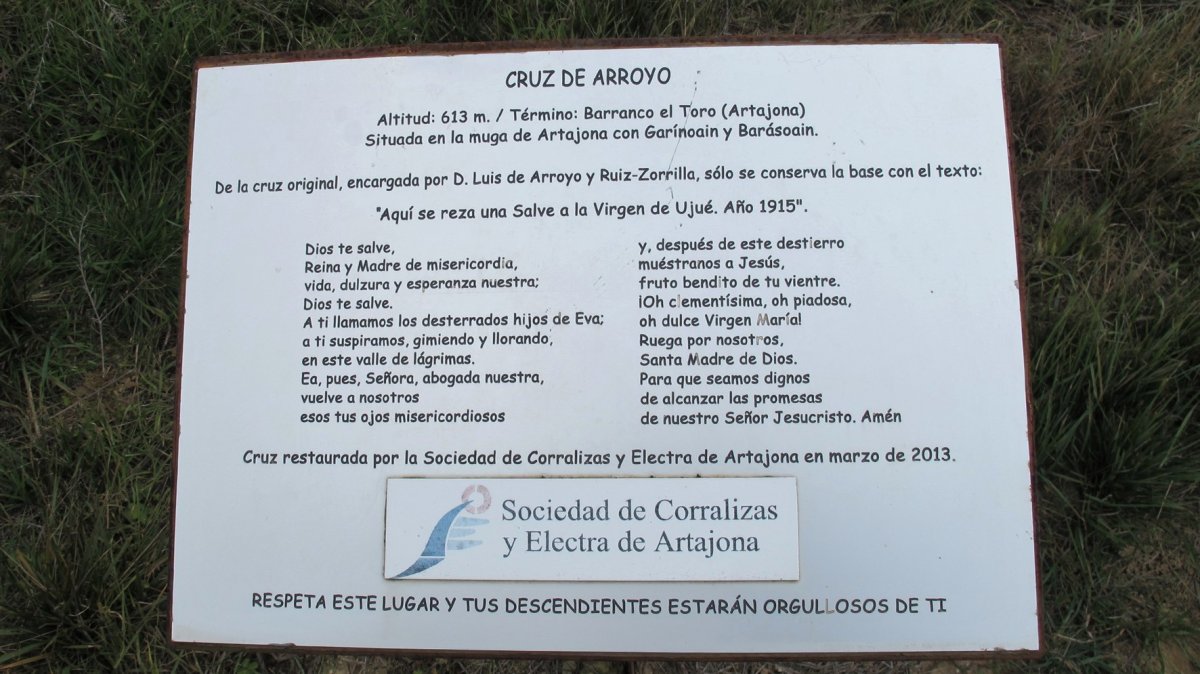 CRUZ DE ARROYO
Altitud: 613 m. / Término: Barranco el Toro (Artajona)
Situada en la muga de Artajona con Garínoain y Barásoain.
De la cruz original, encargada por D. Luis de Arroyo y Ruiz-Zorrilla, sólo se conserva la base con el texto:
"Aquí se reza una Salve a la Virgen de Ujué. Año 1915".
Dios te salve,
Reina y Madre de misericordia,
vida, dulzura y esperanza nuestra;
Dios te salve.
A ti llamamos los desterrados hijos de Eva;
a ti suspiramos, gimiendo y llorando,
en este valle de lágrimas.
Ea, pues, Señora, abogada nuestra,
vuelve a nosotros
esos tus ojos misericordiosos
y, después de este destierro
muéstranos a Jesús,
fruto bendito de tu vientre.
¡Oh clementísima, oh piadosa,
oh dulce Virgen María!
Ruega por nosotros,
Santa Madre de Dios.
Para que seamos dignos
de alcanzar las promesas
de nuestro Señor Jesucristo. Amén
Cruz restaurada por la Sociedad de Corralizas y Electra de Artajona en marzo de 2013.
Sociedad de Corralizas
y Electra de Artajona
RESPETA ESTE LUGAR Y TUS DESCENDIENTES ESTARÁN ORGULLOSOS DE TI